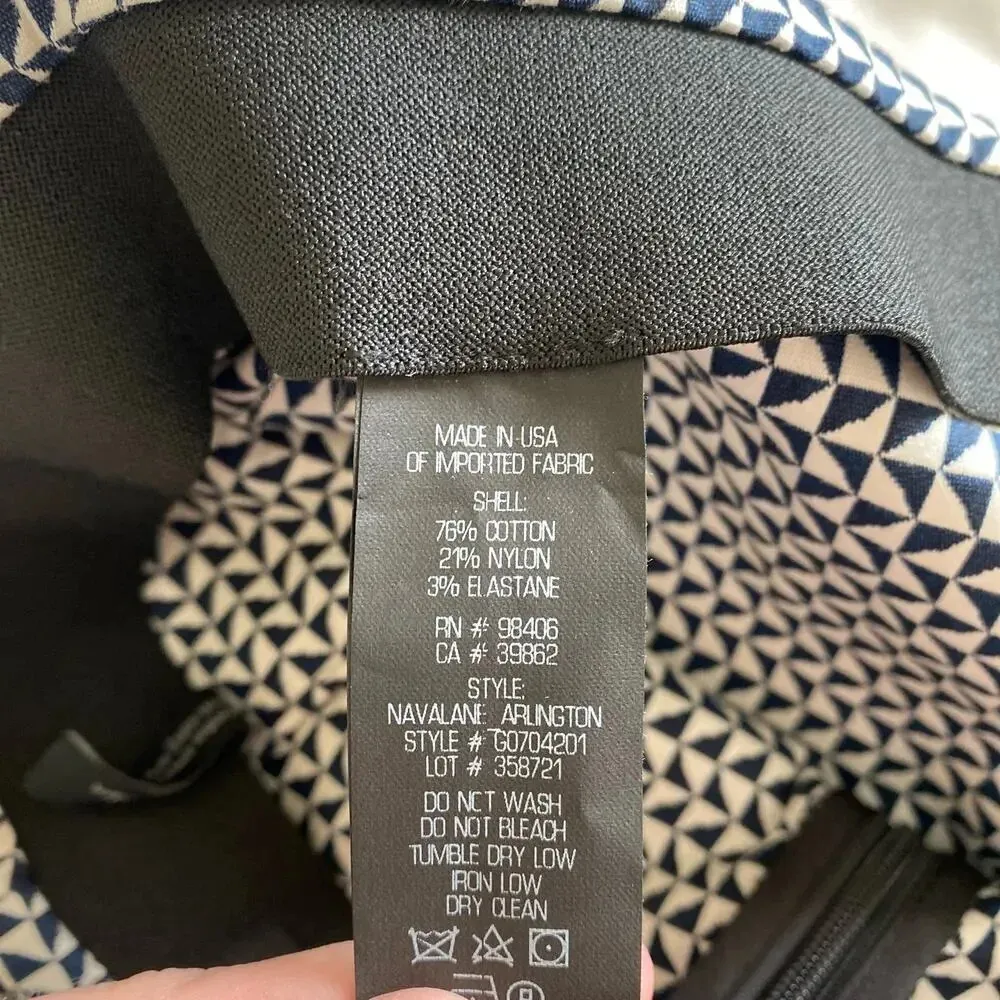 MADE IN USA
OF IMPORTED FABRIC
SHELL:
76% COTTON
21% NYLON
3% ELASTANE
RN # 98406
CA # 39862
STYLE:
NAVALANE ARLINGTON
STYLE # G0704201
LOT # 358721
DO NOT WASH
DO NOT BLEACH
TUMBLE DRY LOW
IRON LOW
DRY CLEAN